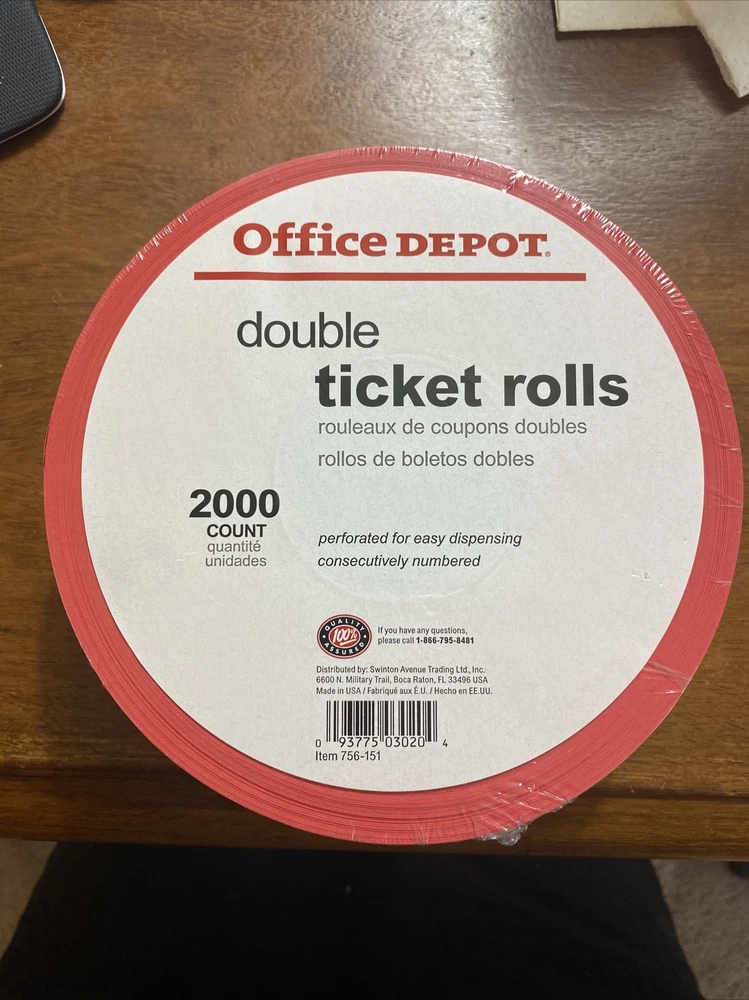 Office DEPOT®
double
ticket rolls
rouleaux de coupons doubles
rollos de boletos dobles
2000
COUNT
quantité
unidades
perforated for easy dispensing
consecutively numbered
QUALITY
100%
ASSURED
If you have any questions,
please call 1-866-795-8481
Distributed by: Swinton Avenue Trading Ltd., Inc.
6600 N. Military Trail, Boca Raton, FL 33496 USA
Made in USA / Fabriqué aux É.U. / Hecho en EE.UU.
0 93775 03020 4
Item 756-151